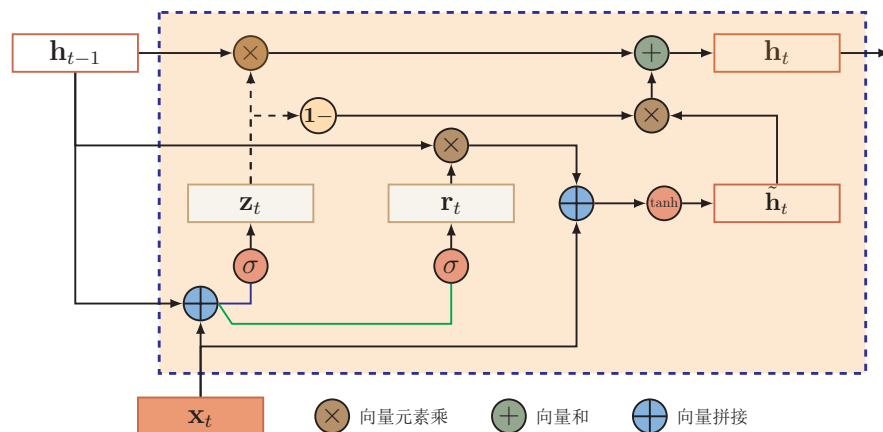 h_{t−1}
×
+
h_t
1−
×
×
z_t
r_t
tanh
h̃_t
σ
σ
x_t
× 向量元素乘
+ 向量和
向量拼接